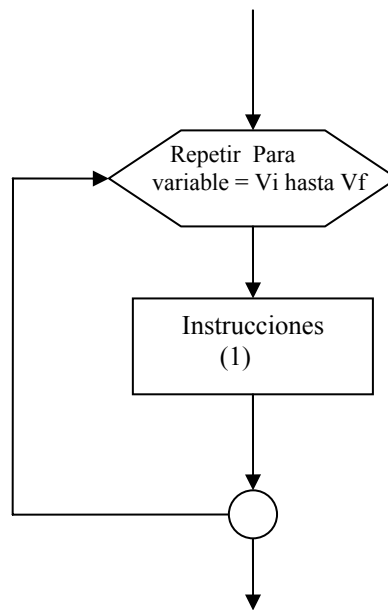 Repetir Para
variable = Vi hasta Vf
Instrucciones
(1)